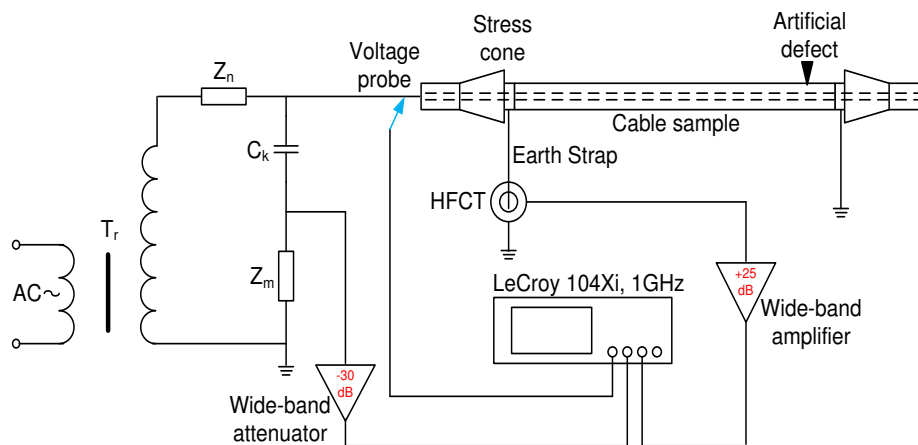 Stress
cone
Artificial
defect
Voltage
probe
Zn
Cable sample
Ck
Earth Strap
HFCT
Tr
Zm
AC～
LeCroy 104Xi, 1GHz
+25
dB
Wide-band
amplifier
-30
dB
Wide-band
attenuator